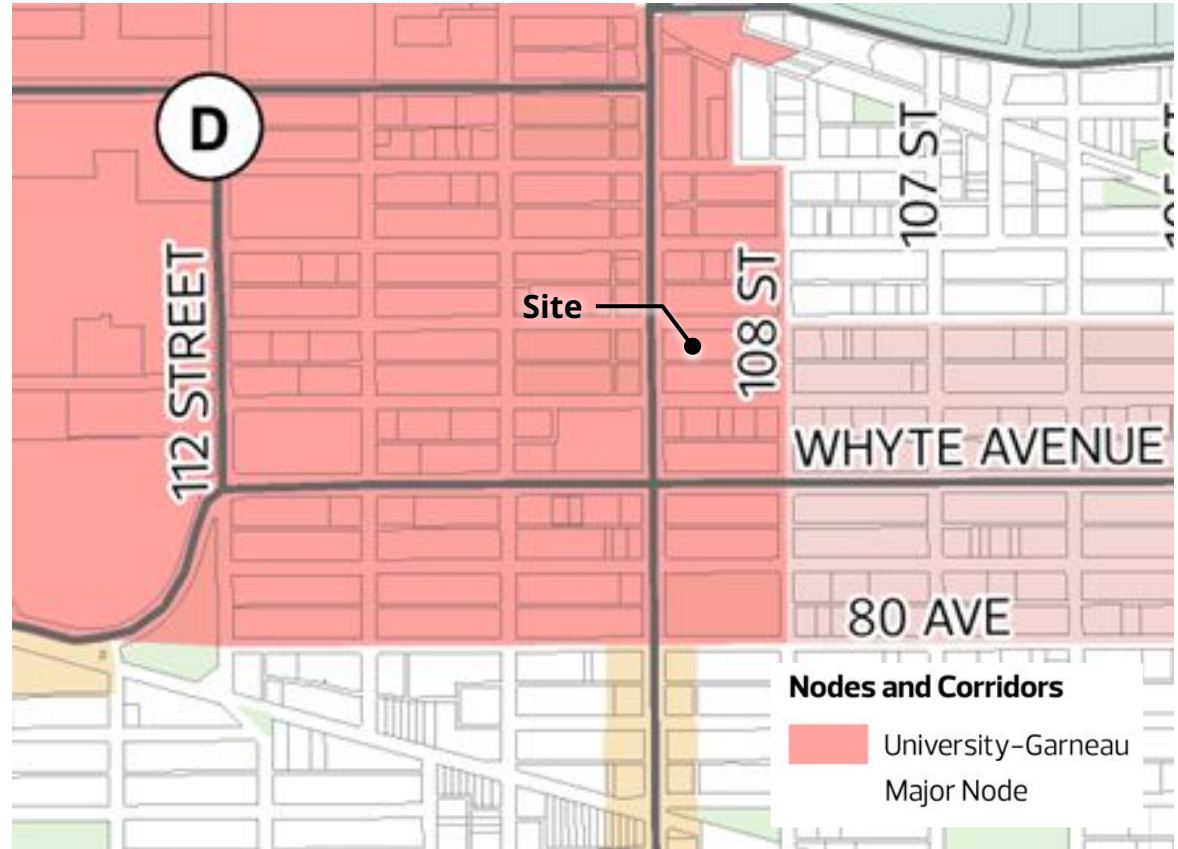 D
107 ST
112 STREET
108 ST
Site
WHYTE AVENUE
80 AVE
Nodes and Corridors
University-Garneau
Major Node